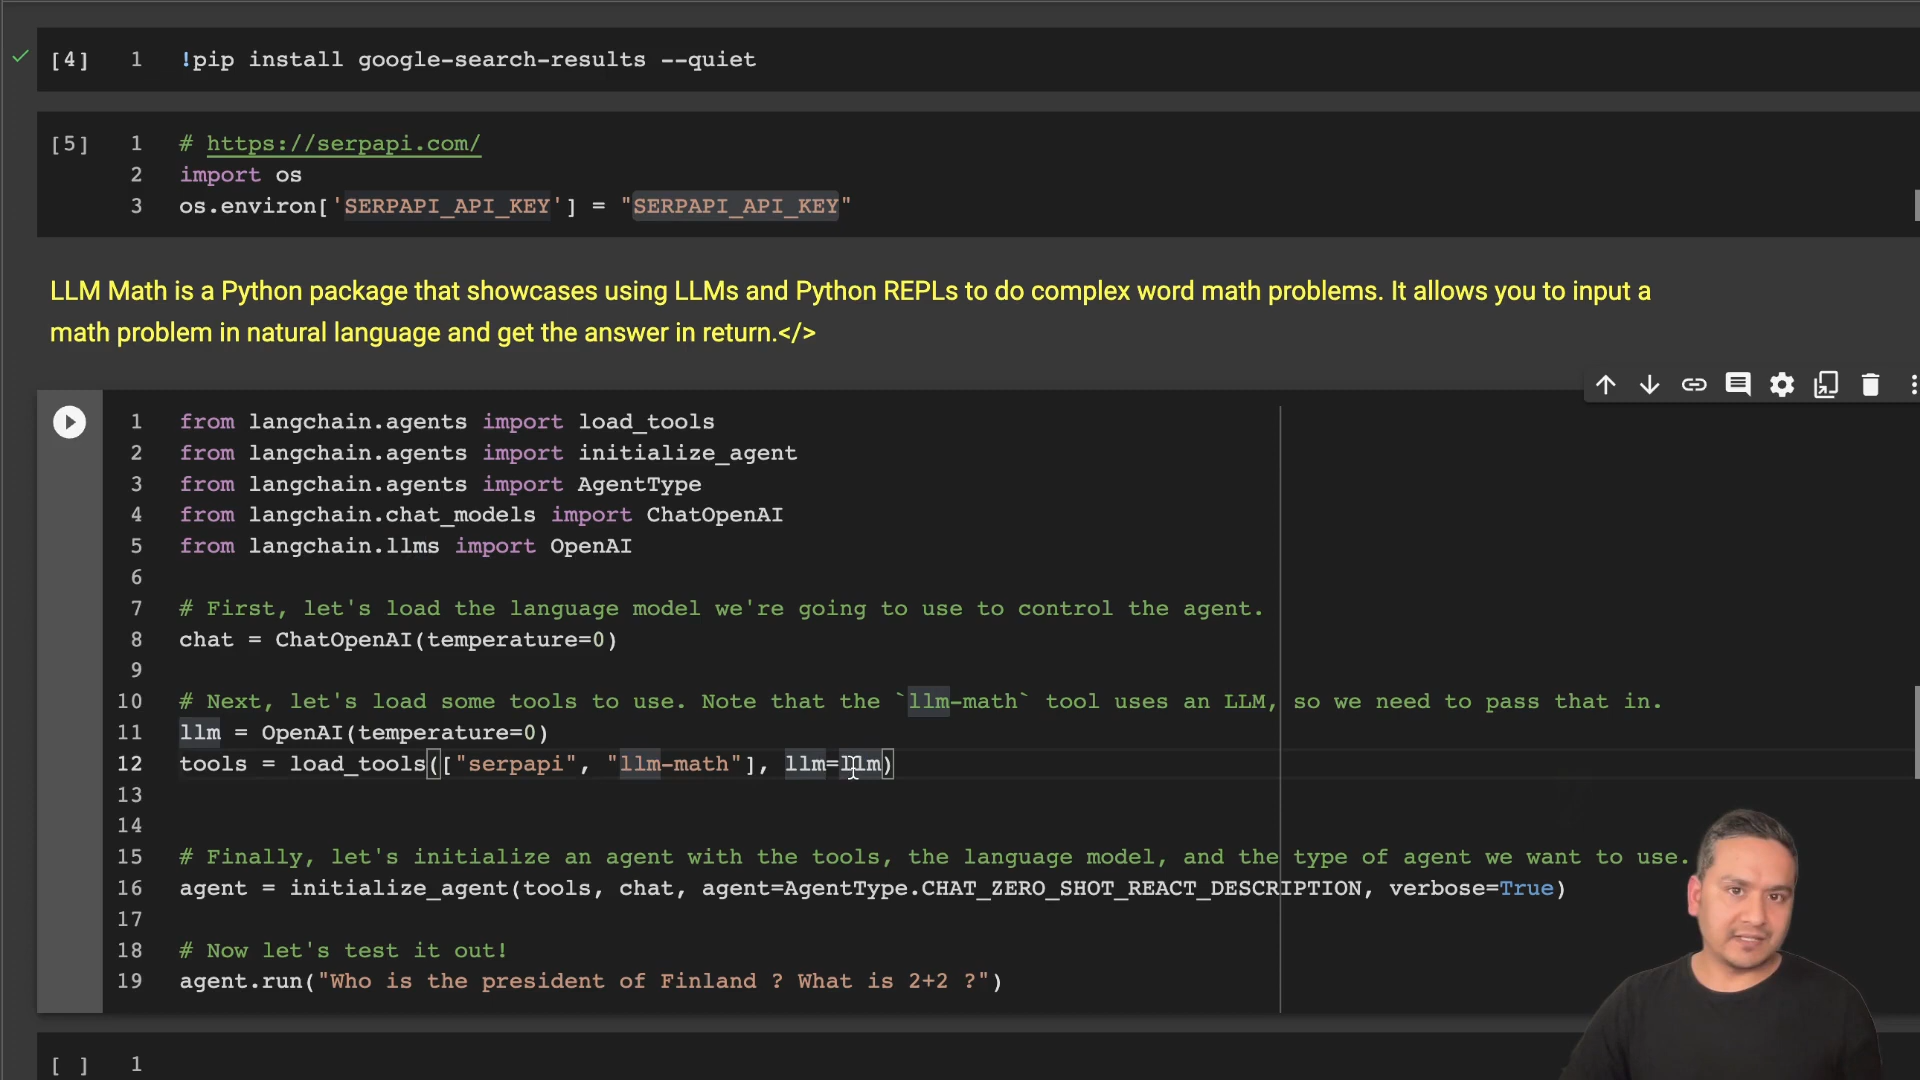 [4] 1 !pip install google-search-results --quiet
[5] 1 # https://serpapi.com/
2 import os
3 os.environ['SERPAPI_API_KEY'] = "SERPAPI_API_KEY"
LLM Math is a Python package that showcases using LLMs and Python REPLs to do complex word math problems. It allows you to input a
math problem in natural language and get the answer in return.</>
1 from langchain.agents import load_tools
2 from langchain.agents import initialize_agent
3 from langchain.agents import AgentType
4 from langchain.chat_models import ChatOpenAI
5 from langchain.llms import OpenAI
6
7 # First, let's load the language model we're going to use to control the agent.
8 chat = ChatOpenAI(temperature=0)
9
10 # Next, let's load some tools to use. Note that the `llm-math` tool uses an LLM, so we need to pass that in.
11 llm = OpenAI(temperature=0)
12 tools = load_tools(["serpapi", "llm-math"], llm=llm)
13
14
15 # Finally, let's initialize an agent with the tools, the language model, and the type of agent we want to use.
16 agent = initialize_agent(tools, chat, agent=AgentType.CHAT_ZERO_SHOT_REACT_DESCRIPTION, verbose=True)
17
18 # Now let's test it out!
19 agent.run("Who is the president of Finland ? What is 2+2 ?")
[ ] 1